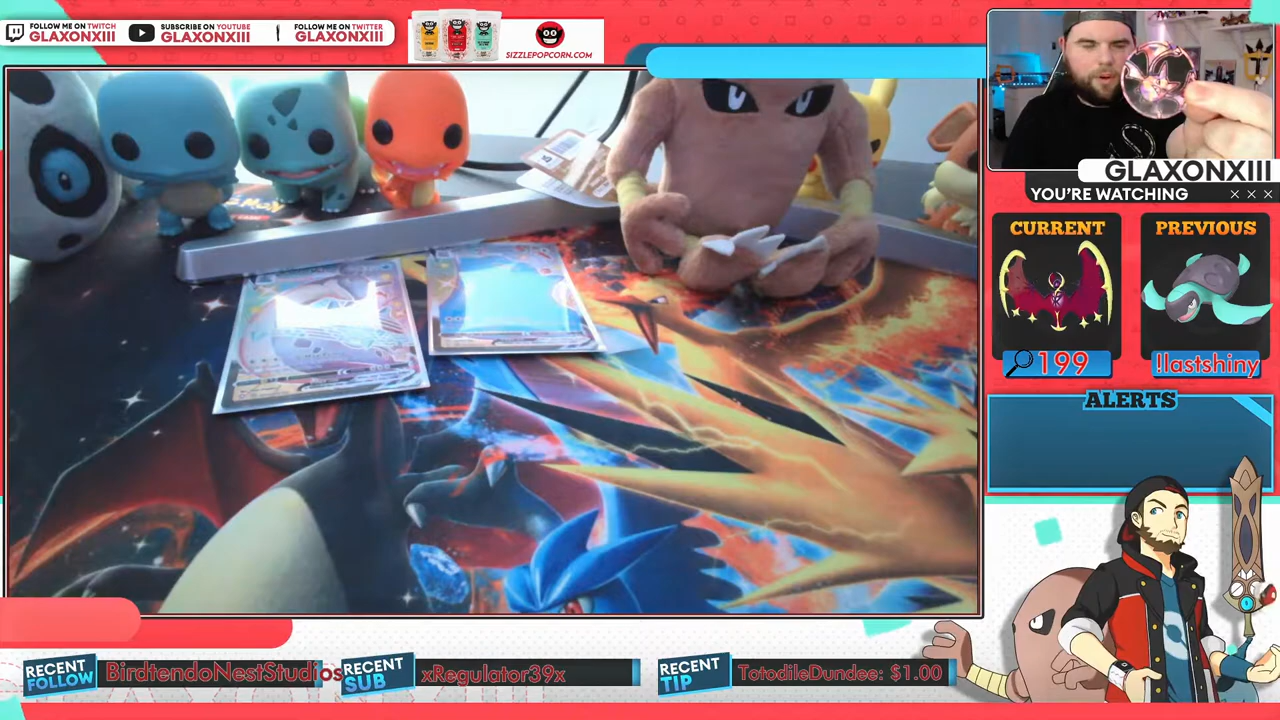 FOLLOW ME ON TWITCH
GLAXONXIII
SUBSCRIBE ON YOUTUBE
GLAXONXIII
FOLLOW ME ON TWITTER
GLAXONXIII
SIZZLEPOPCORN.COM
GLAXONXIII
YOU'RE WATCHING
CURRENT
199
PREVIOUS
!lastshiny
ALERTS
RECENT FOLLOW
BirdtendoNestStudios
RECENT SUB
xRegulator39x
RECENT TIP
TotodileDundee: $1.00